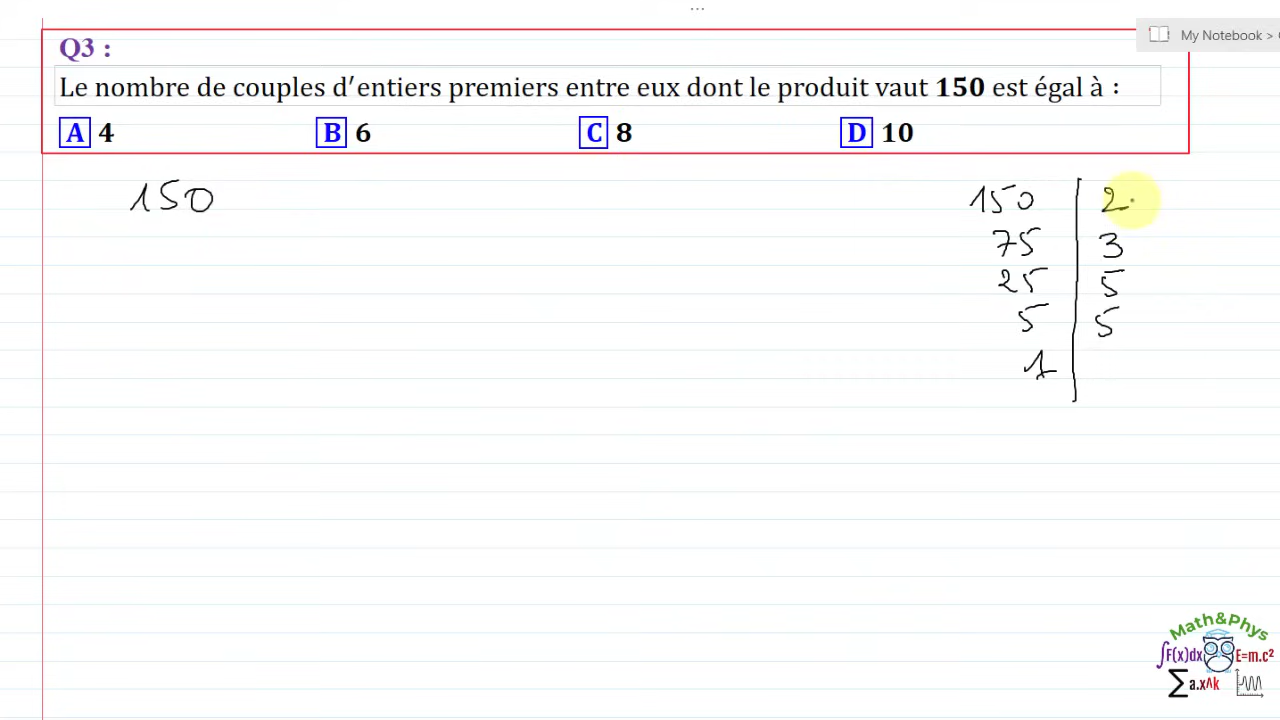 ...
My Notebook >
Q3 :
Le nombre de couples d′entiers premiers entre eux dont le produit vaut 150 est égal à :
A 4 B 6 C 8 D 10
150 150 2
75 3
25 5
5 5
1
Math&Phys
∫F(x)dx E=m.c²
∑ a.x^k